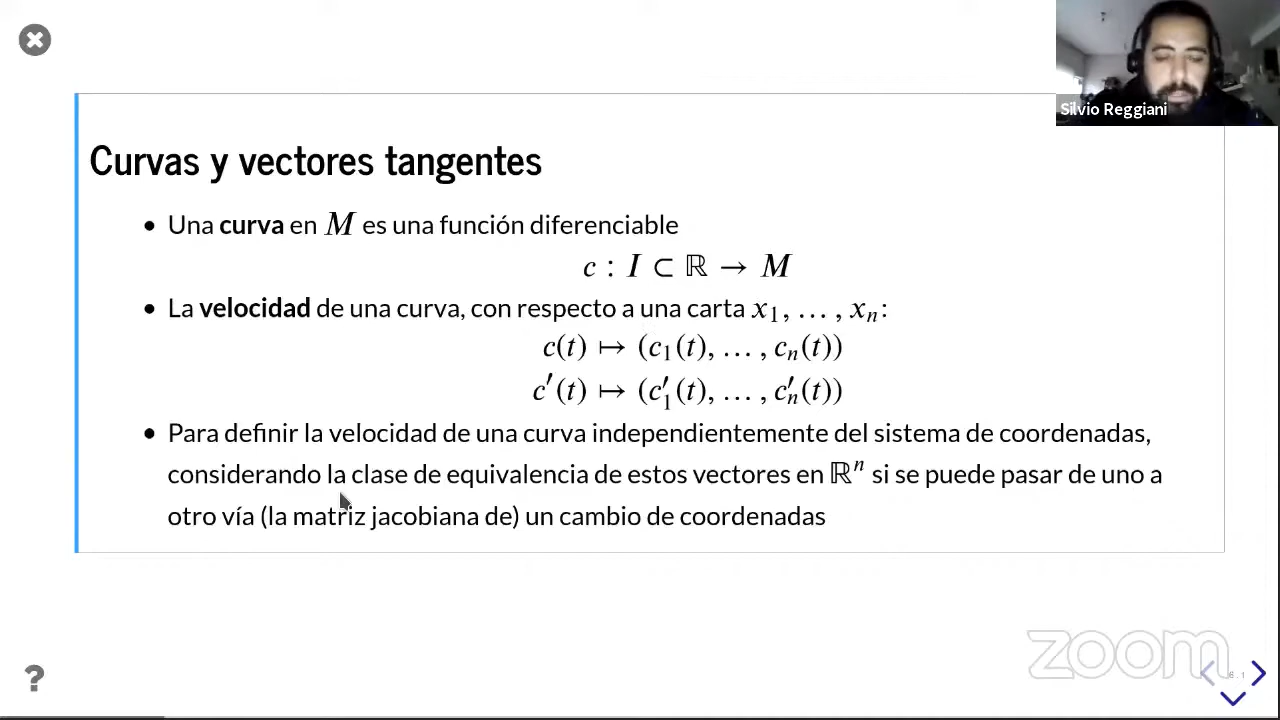 Silvio Reggiani
Curvas y vectores tangentes
• Una curva en M es una función diferenciable
c : I ⊂ ℝ → M
• La velocidad de una curva, con respecto a una carta x₁, … , xₙ:
c(t) ↦ (c₁(t), … , cₙ(t))
c′(t) ↦ (c′₁(t), … , c′ₙ(t))
• Para definir la velocidad de una curva independientemente del sistema de coordenadas,
considerando la clase de equivalencia de estos vectores en ℝⁿ si se puede pasar de uno a
otro vía (la matriz jacobiana de) un cambio de coordenadas
?
zoom